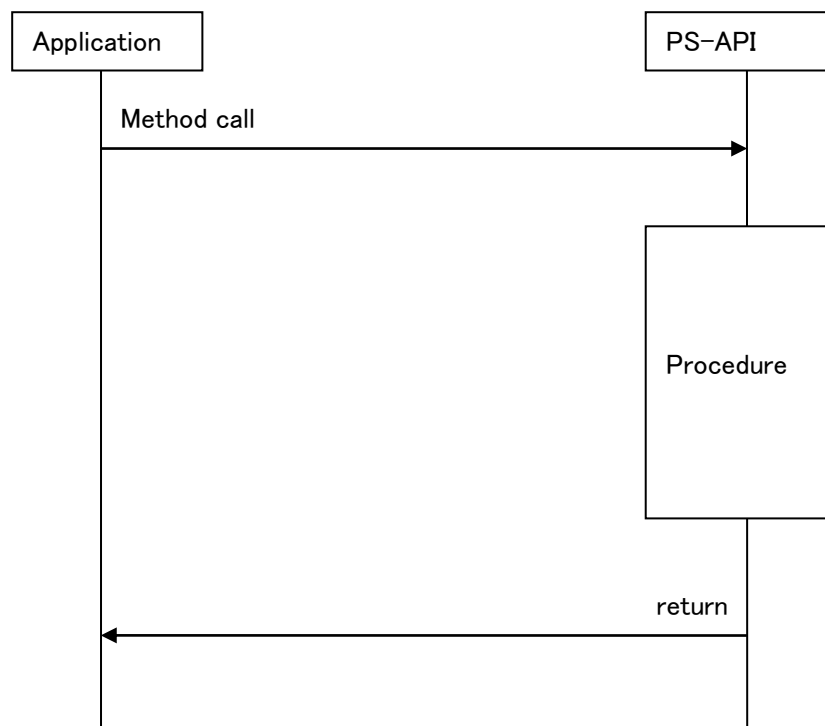 Application
PS-API
Method call
Procedure
return